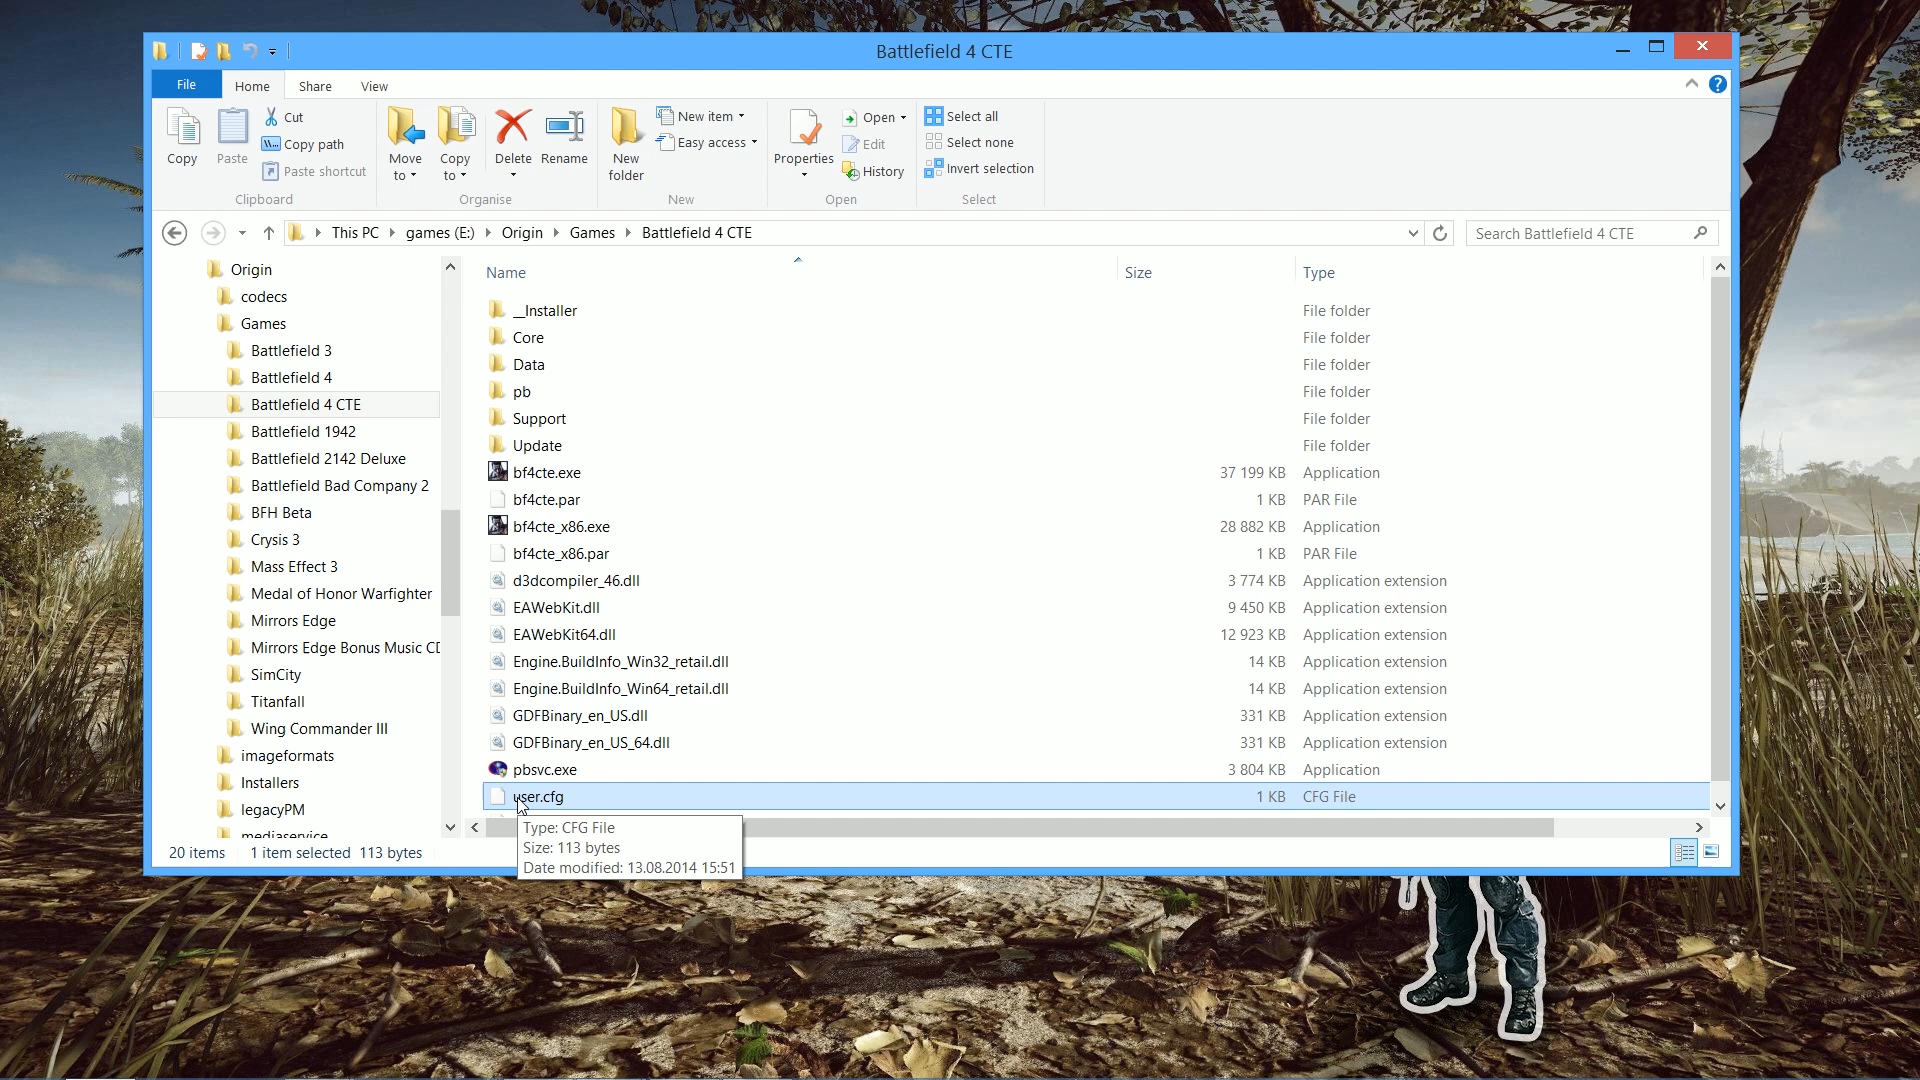 Battlefield 4 CTE
File
Home
Share
View
Copy
Paste
Cut
Copy path
Paste shortcut
Clipboard
Move to
Copy to
Delete
Rename
Organise
New folder
New item
Easy access
New
Properties
Open
Edit
History
Open
Select all
Select none
Invert selection
Select
This PC
games (E:)
Origin
Games
Battlefield 4 CTE
Search Battlefield 4 CTE
Origin
codecs
Games
Battlefield 3
Battlefield 4
Battlefield 4 CTE
Battlefield 1942
Battlefield 2142 Deluxe
Battlefield Bad Company 2
BFH Beta
Crysis 3
Mass Effect 3
Medal of Honor Warfighter
Mirrors Edge
Mirrors Edge Bonus Music CD
SimCity
Titanfall
Wing Commander III
imageformats
Installers
legacyPM
mediaservice
Name Size Type
__Installer File folder
Core File folder
Data File folder
pb File folder
Support File folder
Update File folder
bf4cte.exe 37 199 KB Application
bf4cte.par 1 KB PAR File
bf4cte_x86.exe 28 882 KB Application
bf4cte_x86.par 1 KB PAR File
d3dcompiler_46.dll 3 774 KB Application extension
EAWebKit.dll 9 450 KB Application extension
EAWebKit64.dll 12 923 KB Application extension
Engine.BuildInfo_Win32_retail.dll 14 KB Application extension
Engine.BuildInfo_Win64_retail.dll 14 KB Application extension
GDFBinary_en_US.dll 331 KB Application extension
GDFBinary_en_US_64.dll 331 KB Application extension
pbsvc.exe 3 804 KB Application
user.cfg 1 KB CFG File
Type: CFG File
Size: 113 bytes
Date modified: 13.08.2014 15:51
20 items 1 item selected 113 bytes